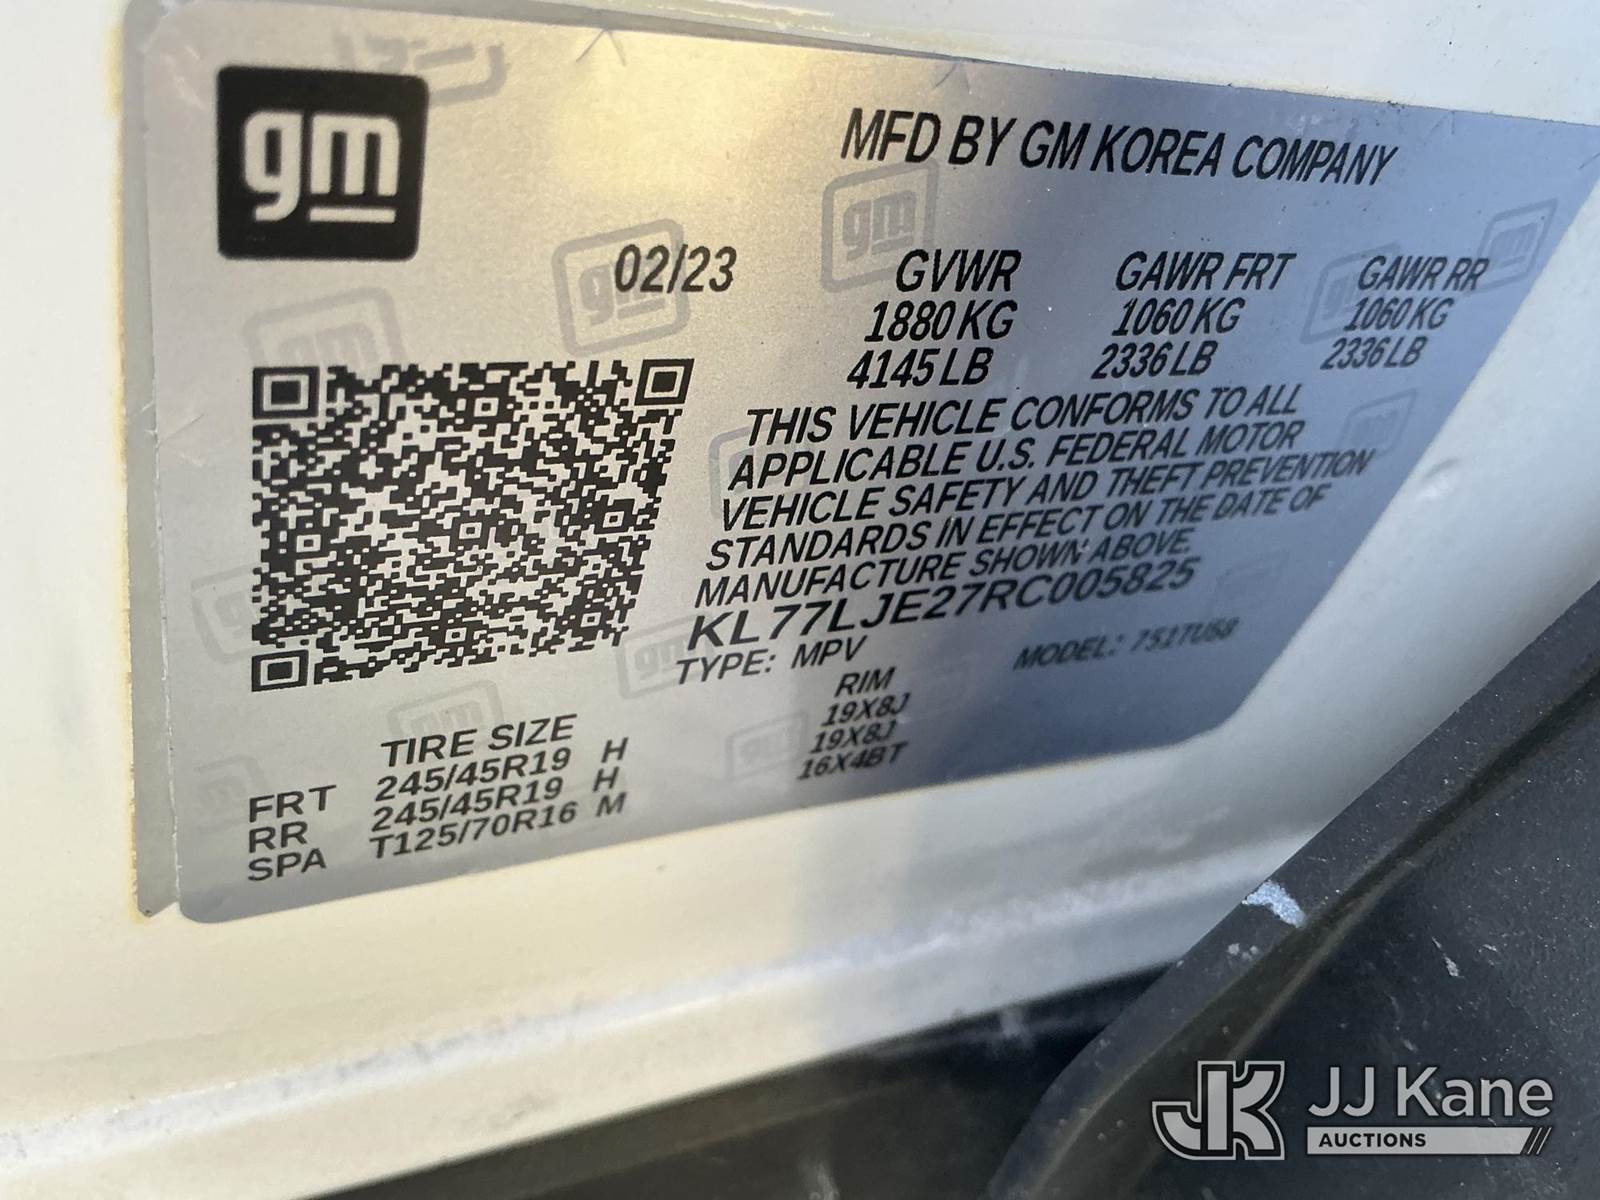 gm
MFD BY GM KOREA COMPANY
02/23
GVWR GAWR FRT GAWR RR
1880 KG 1060 KG 1060 KG
4145 LB 2336 LB 2336 LB
THIS VEHICLE CONFORMS TO ALL
APPLICABLE U.S. FEDERAL MOTOR
VEHICLE SAFETY AND THEFT PREVENTION
STANDARDS IN EFFECT ON THE DATE OF
MANUFACTURE SHOWN ABOVE.
KL77LJE27RC005825
TYPE: MPV MODEL:
TIRE SIZE RIM
FRT 245/45R19 H 19X8J
RR 245/45R19 H 19X8J
SPA T125/70R16 M 16X4BT
JK JJ Kane
AUCTIONS